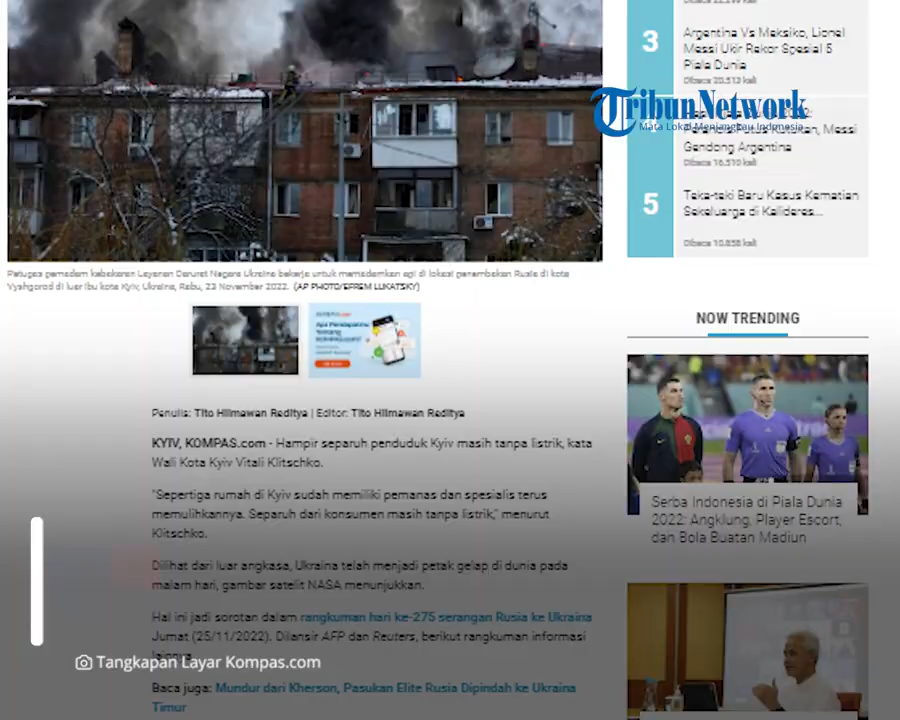 3
Argentina Vs Meksiko, Lionel
Messi Ukir Rekor Spesial 5
Piala Dunia
Dibaca 20.513 kali
TribunNetwork
Mata Lokal Menjangkau Indonesia
Messi
Gendong Argentina
Dibaca 16.510 kali
5
Teka-teki Baru Kasus Kematian
Sekeluarga di Kalideres...
Dibaca 10.858 kali
Petugas pemadam kebakaran Layanan Darurat Negara Ukraina bekerja untuk memadamkan api di lokasi penembakan Rusia di kota
Vyshgorod di luar ibu kota Kyiv, Ukraina, Rabu, 23 November 2022. (AP PHOTO/EFREM LUKATSKY)
Apa Pendapatmu
Tentang
NOW TRENDING
Penulis: Tito Hilmawan Reditya | Editor: Tito Hilmawan Reditya
KYIV, KOMPAS.com - Hampir separuh penduduk Kyiv masih tanpa listrik, kata
Wali Kota Kyiv Vitali Klitschko.
"Sepertiga rumah di Kyiv sudah memiliki pemanas dan spesialis terus
memulihkannya. Separuh dari konsumen masih tanpa listrik," menurut
Klitschko.
Dilihat dari luar angkasa, Ukraina telah menjadi petak gelap di dunia pada
malam hari, gambar satelit NASA menunjukkan.
Hal ini jadi sorotan dalam rangkuman hari ke-275 serangan Rusia ke Ukraina
Jumat (25/11/2022). Dilansir AFP dan Reuters, berikut rangkuman informasi
lainnya.
Tangkapan Layar Kompas.com
Baca juga: Mundur dari Kherson, Pasukan Elite Rusia Dipindah ke Ukraina
Timur
Serba Indonesia di Piala Dunia
2022: Angklung, Player Escort,
dan Bola Buatan Madiun